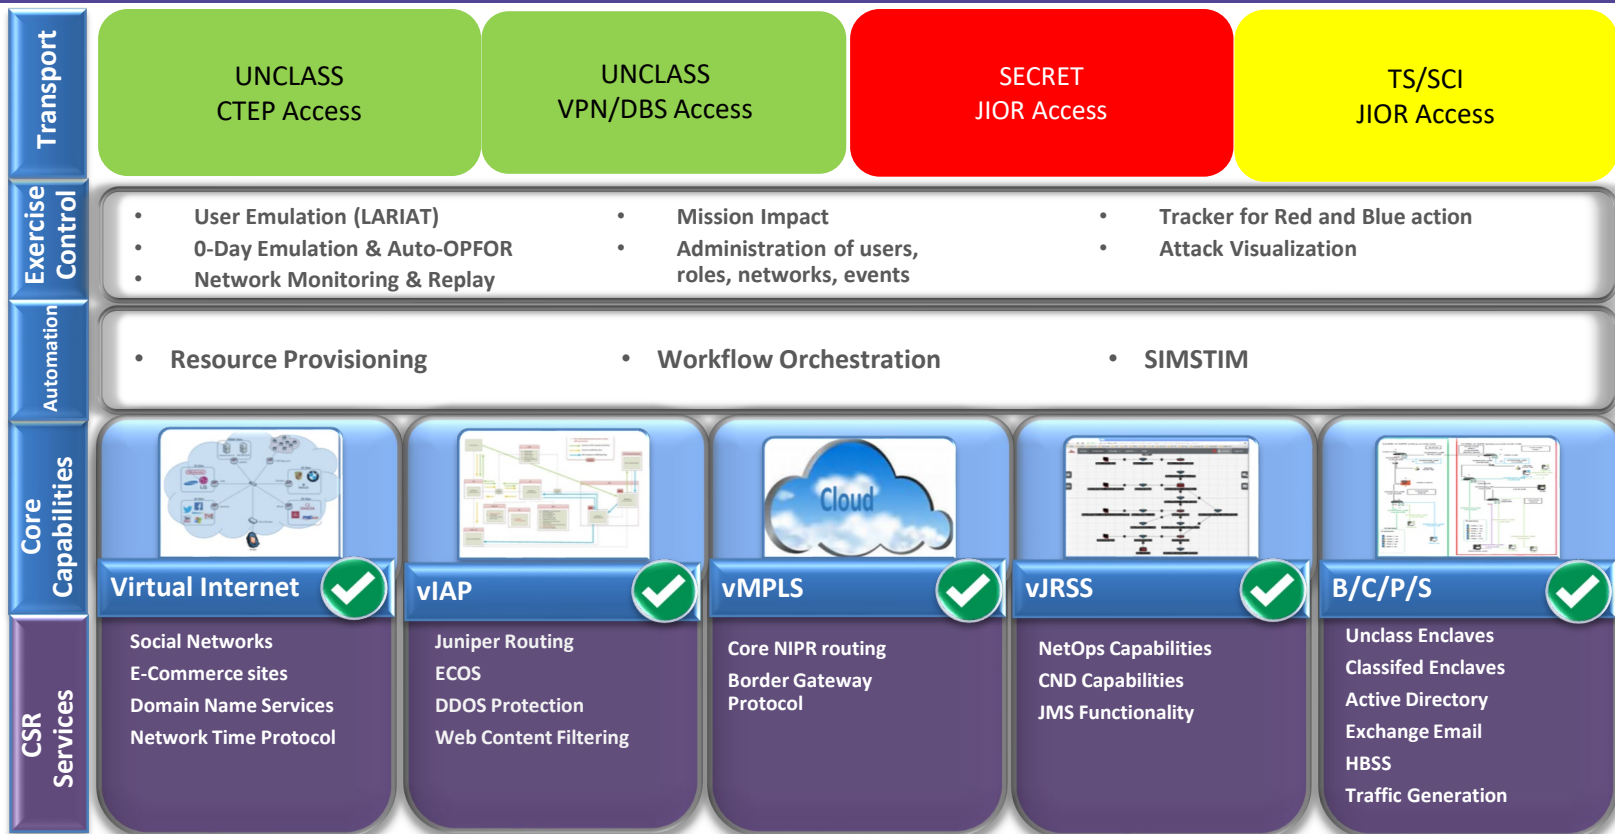 Transport
UNCLASS
CTEP Access
UNCLASS
VPN/DBS Access
SECRET
JIOR Access
TS/SCI
JIOR Access
Exercise
Control
• User Emulation (LARIAT)
• 0-Day Emulation & Auto-OPFOR
• Network Monitoring & Replay
• Mission Impact
• Administration of users,
roles, networks, events
• Tracker for Red and Blue action
• Attack Visualization
Automation
• Resource Provisioning
• Workflow Orchestration
• SIMSTIM
Core
Capabilities
Cloud
Virtual Internet
vIAP
vMPLS
vJRSS
B/C/P/S
CSR
Services
Social Networks
E-Commerce sites
Domain Name Services
Network Time Protocol
Juniper Routing
ECOS
DDOS Protection
Web Content Filtering
Core NIPR routing
Border Gateway
Protocol
NetOps Capabilities
CND Capabilities
JMS Functionality
Unclass Enclaves
Classifed Enclaves
Active Directory
Exchange Email
HBSS
Traffic Generation